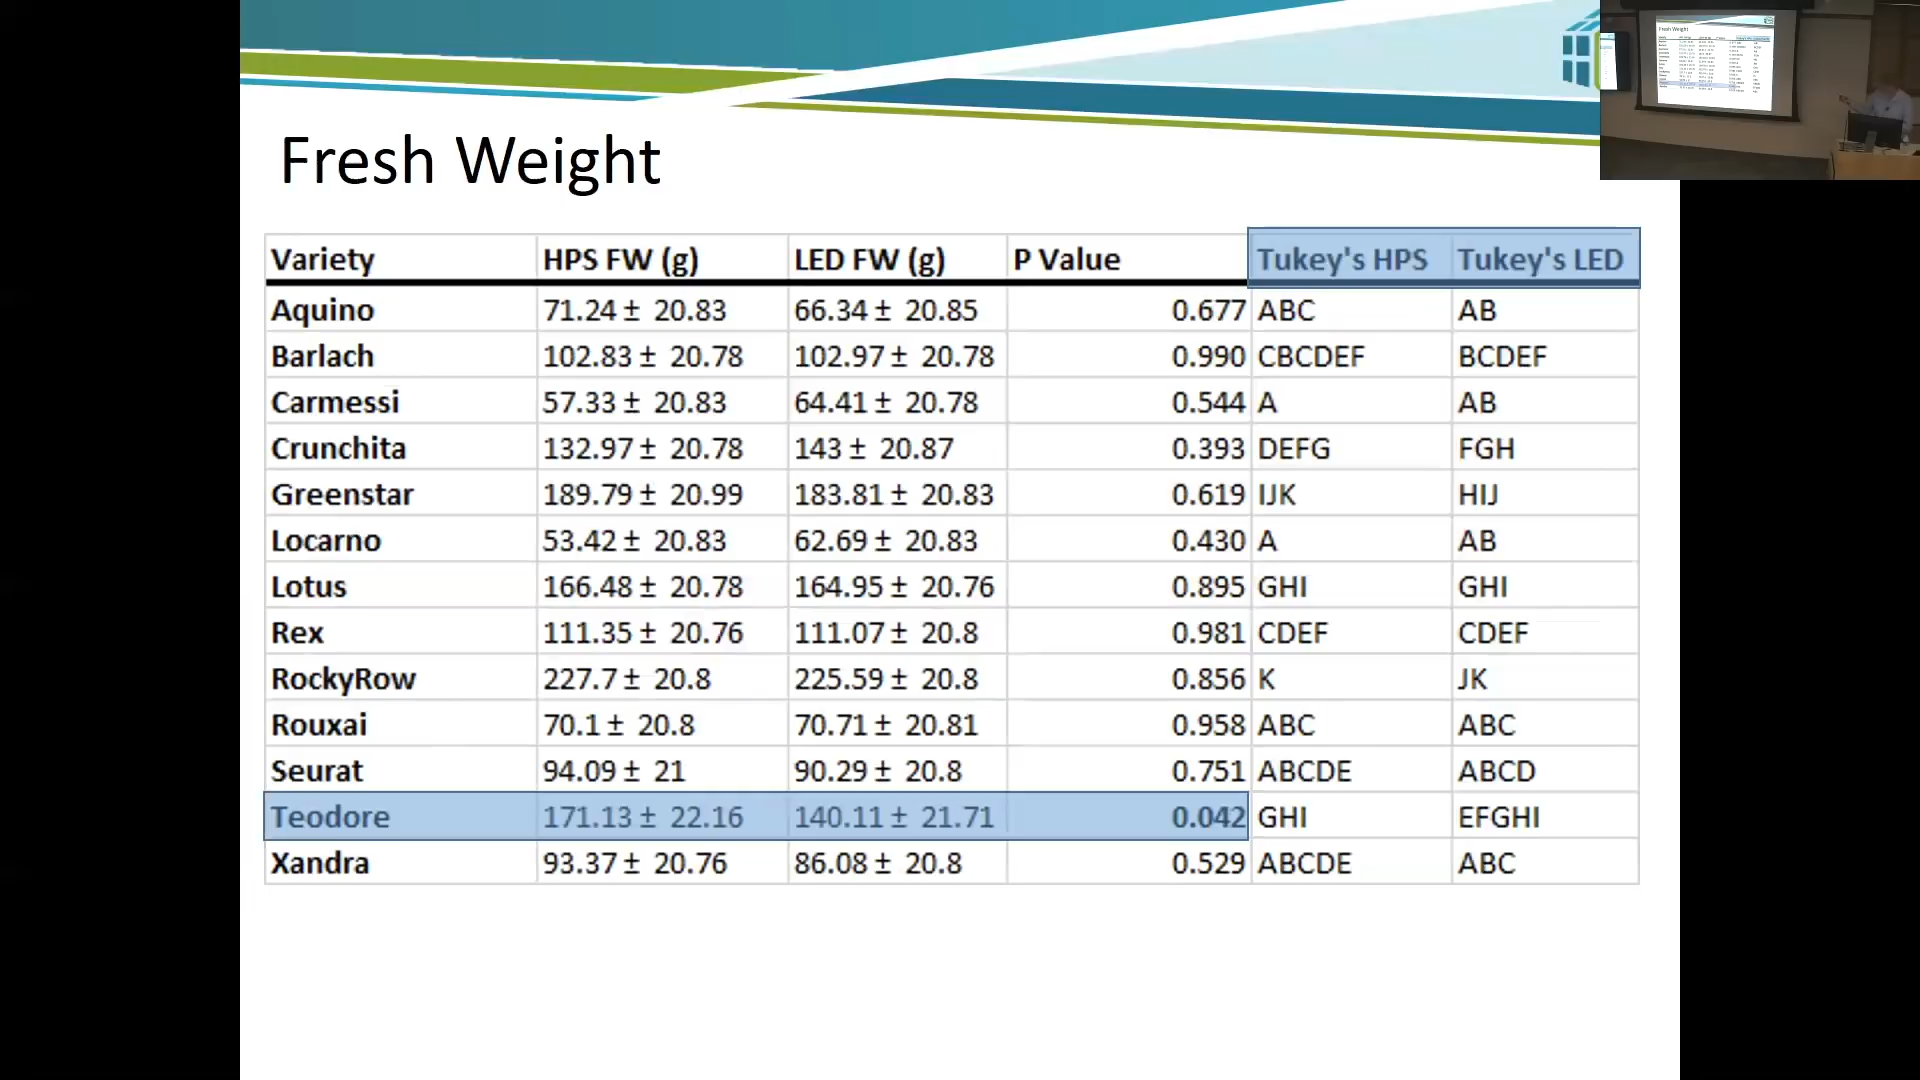 Fresh Weight
Variety HPS FW (g) LED FW (g) P Value Tukey's HPS Tukey's LED
Aquino 71.24 ± 20.83 66.34 ± 20.85 0.677 ABC AB
Barlach 102.83 ± 20.78 102.97 ± 20.78 0.990 CBCDEF BCDEF
Carmessi 57.33 ± 20.83 64.41 ± 20.78 0.544 A AB
Crunchita 132.97 ± 20.78 143 ± 20.87 0.393 DEFG FGH
Greenstar 189.79 ± 20.99 183.81 ± 20.83 0.619 IJK HIJ
Locarno 53.42 ± 20.83 62.69 ± 20.83 0.430 A AB
Lotus 166.48 ± 20.78 164.95 ± 20.76 0.895 GHI GHI
Rex 111.35 ± 20.76 111.07 ± 20.8 0.981 CDEF CDEF
RockyRow 227.7 ± 20.8 225.59 ± 20.8 0.856 K JK
Rouxai 70.1 ± 20.8 70.71 ± 20.81 0.958 ABC ABC
Seurat 94.09 ± 21 90.29 ± 20.8 0.751 ABCDE ABCD
Teodore 171.13 ± 22.16 140.11 ± 21.71 0.042 GHI EFGHI
Xandra 93.37 ± 20.76 86.08 ± 20.8 0.529 ABCDE ABC
Fresh Weight